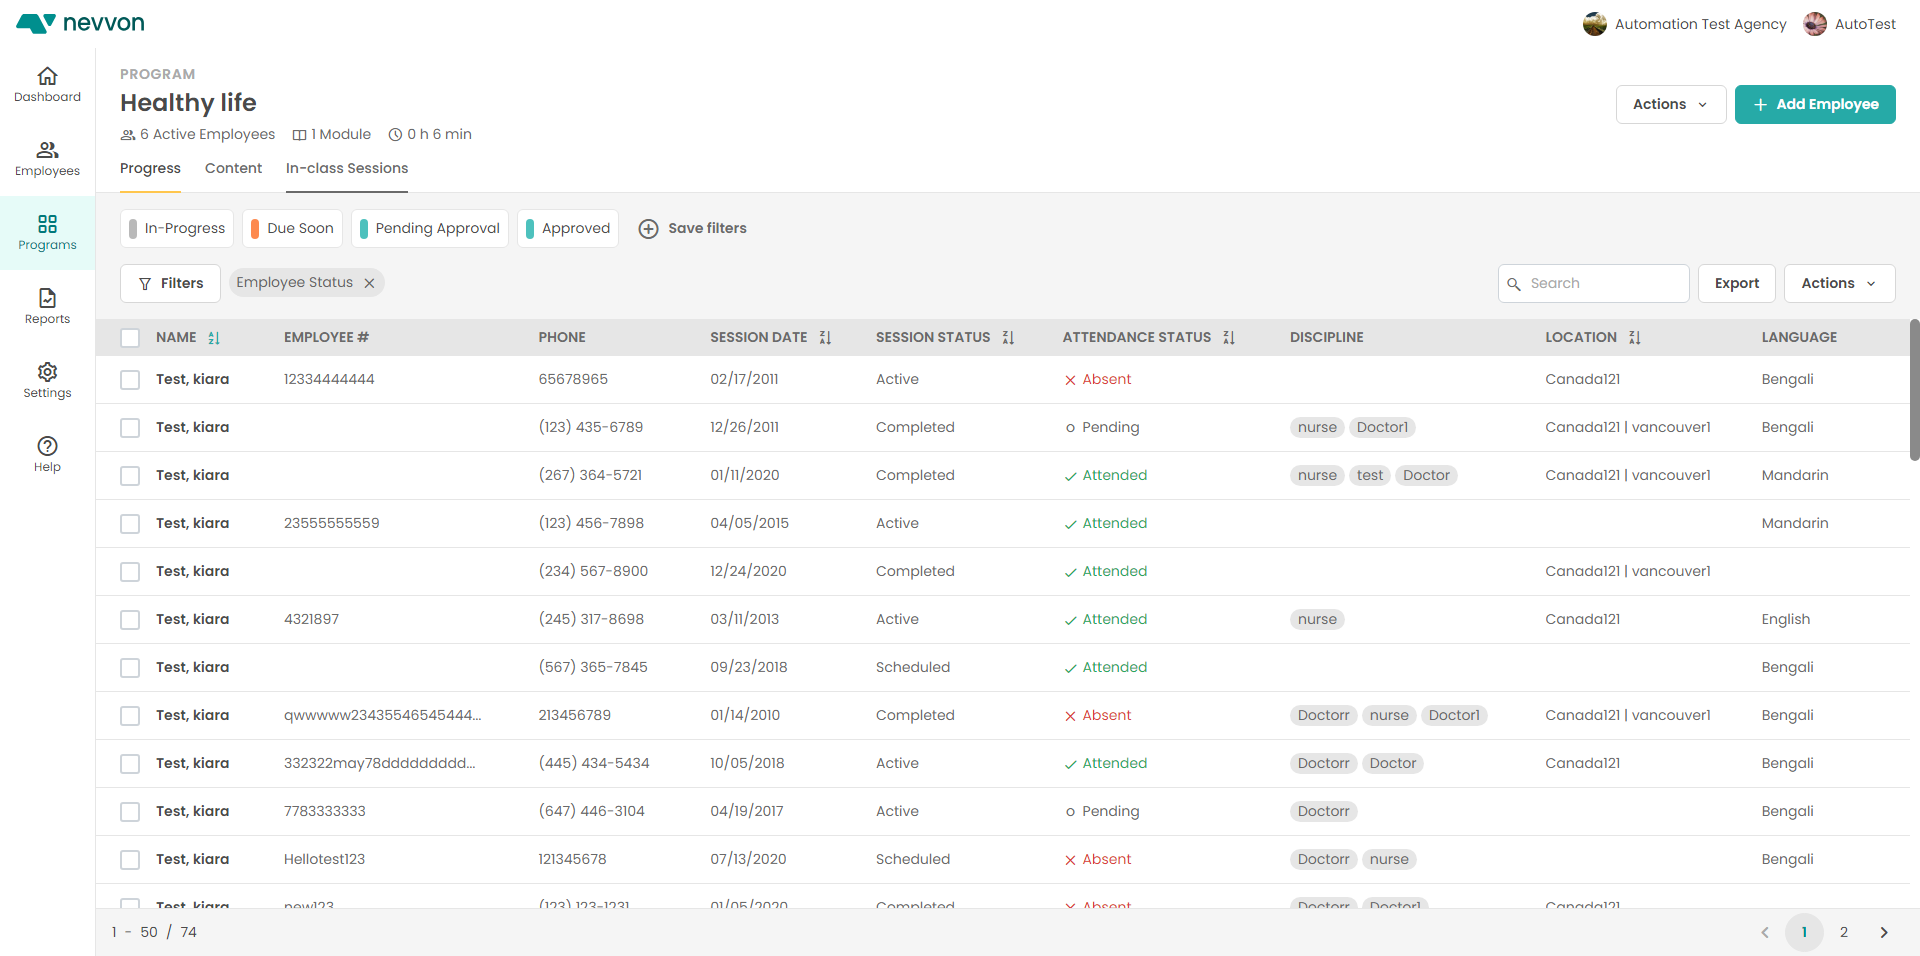 nevvon
Automation Test Agency AutoTest
Dashboard
Employees
Programs
Reports
Settings
Help
PROGRAM
Healthy life
6 Active Employees 1 Module 0 h 6 min
Actions + Add Employee
Progress Content In-class Sessions
In-Progress Due Soon Pending Approval Approved Save filters
Filters Employee Status Search Export Actions
NAME EMPLOYEE # PHONE SESSION DATE SESSION STATUS ATTENDANCE STATUS DISCIPLINE LOCATION LANGUAGE
Test, kiara 12334444444 65678965 02/17/2011 Active Absent Canada121 Bengali
Test, kiara (123) 435-6789 12/26/2011 Completed Pending nurse Doctor1 Canada121 | vancouver1 Bengali
Test, kiara (267) 364-5721 01/11/2020 Completed Attended nurse test Doctor Canada121 | vancouver1 Mandarin
Test, kiara 23555555559 (123) 456-7898 04/05/2015 Active Attended Mandarin
Test, kiara (234) 567-8900 12/24/2020 Completed Attended Canada121 | vancouver1
Test, kiara 4321897 (245) 317-8698 03/11/2013 Active Attended nurse Canada121 English
Test, kiara (567) 365-7845 09/23/2018 Scheduled Attended Bengali
Test, kiara qwwwww23435546545444... 213456789 01/14/2010 Completed Absent Doctorr nurse Doctor1 Canada121 | vancouver1 Bengali
Test, kiara 332322may78ddddddddd... (445) 434-5434 10/05/2018 Active Attended Doctorr Doctor Canada121 Bengali
Test, kiara 7783333333 (647) 446-3104 04/19/2017 Active Pending Doctorr Bengali
Test, kiara Hellotest123 121345678 07/13/2020 Scheduled Absent Doctorr nurse Bengali
Test, kiara new123 (123) 123-1231 01/05/2020 Completed Absent Doctorr Doctor1 Canada121
1 - 50 / 74 1 2